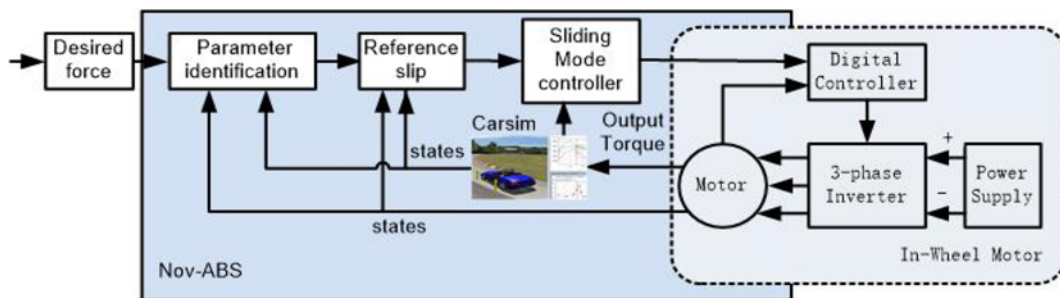 Desired
force
Parameter
identification
Reference
slip
Sliding
Mode
controller
Digital
Controller
Carsim
Output
Torque
states
Motor
3-phase
Inverter
+
-
Power
Supply
states
Nov-ABS
In-Wheel Motor